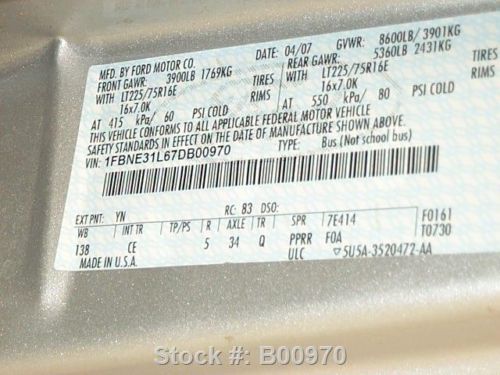 MFD. BY FORD MOTOR CO. 04/07 GVWR: 8600LB/ 3901KG
FRONT GAWR: 3900LB 1769KG REAR GAWR: 5360LB 2431KG
WITH LT225/75R16E TIRES WITH LT225/75R16E TIRES
16x7.0K RIMS 16x7.0K RIMS
AT 415 kPa/ 60 PSI COLD AT 550 kPa/ 80 PSI COLD
THIS VEHICLE CONFORMS TO ALL APPLICABLE FEDERAL MOTOR VEHICLE
SAFETY STANDARDS IN EFFECT ON THE DATE OF MANUFACTURE SHOWN ABOVE.
VIN: 1FBNE31L67DB00970 TYPE: Bus (Not school bus)
EXT PNT: YN RC: 83 DSO:
WB INT TR TP/PS R AXLE TR SPR 7E414 F0161
138 CE 5 34 Q PPRR FOA T0730
MADE IN U.S.A. ULC ▽5U5A-3520472-AA
Stock #: B00970